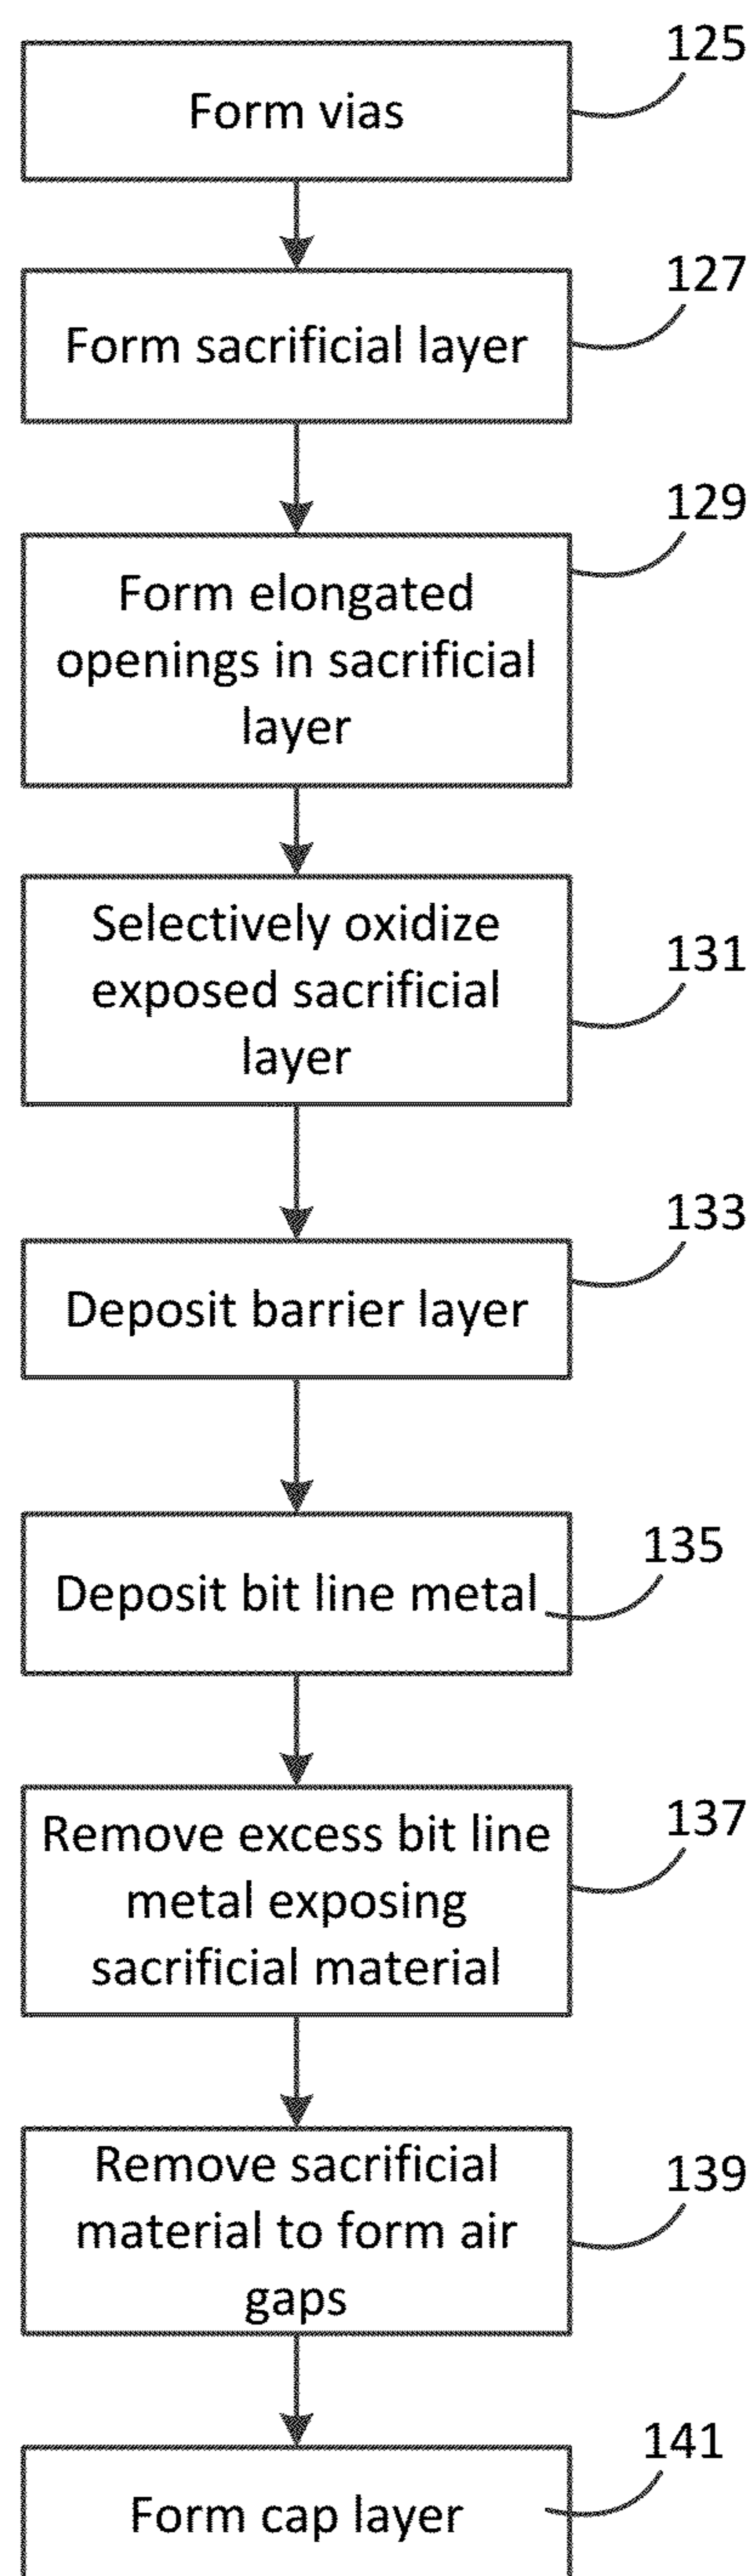 125
Form vias
127
Form sacrificial layer
129
Form elongated
openings in sacrificial
layer
131
Selectively oxidize
exposed sacrificial
layer
133
Deposit barrier layer
135
Deposit bit line metal
137
Remove excess bit line
metal exposing
sacrificial material
139
Remove sacrificial
material to form air
gaps
141
Form cap layer